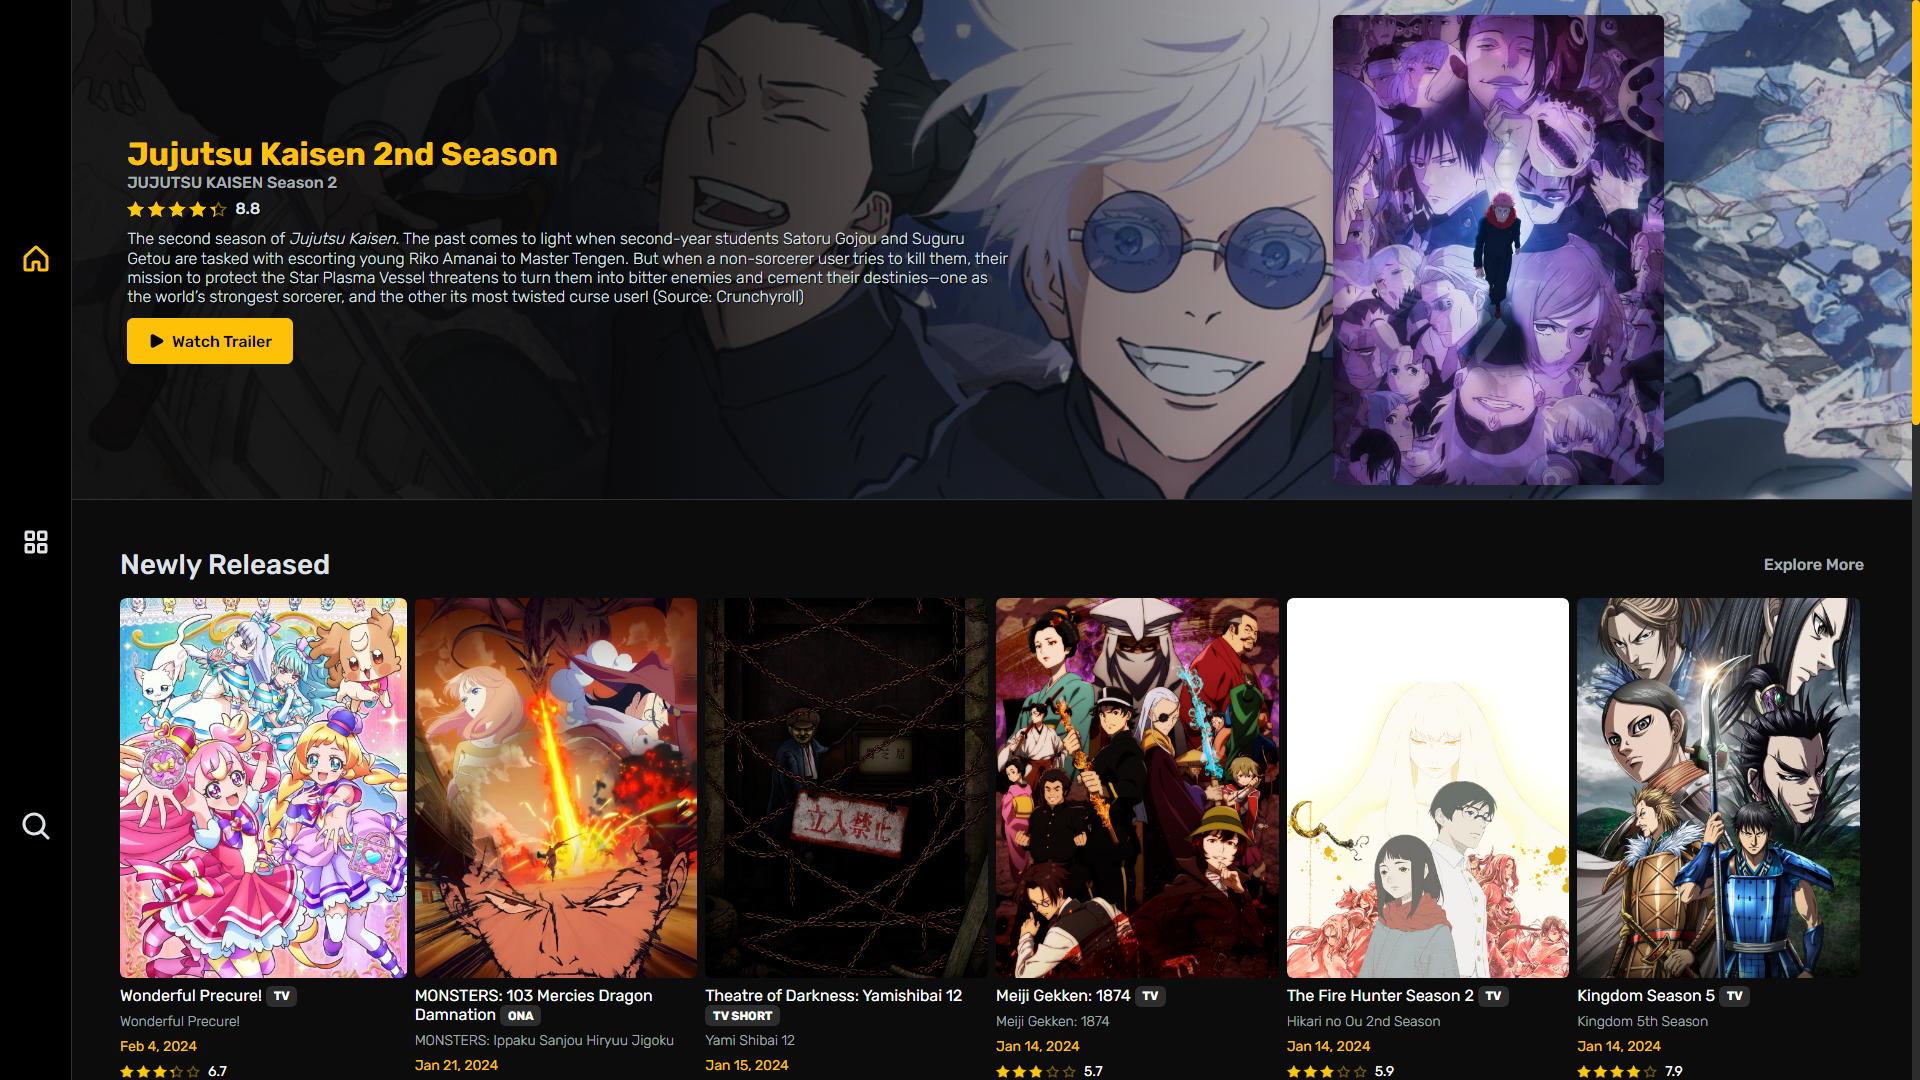 Jujutsu Kaisen 2nd Season
JUJUTSU KAISEN Season 2
8.8
The second season of Jujutsu Kaisen. The past comes to light when second-year students Satoru Gojou and Suguru
Getou are tasked with escorting young Riko Amanai to Master Tengen. But when a non-sorcerer user tries to kill them, their
mission to protect the Star Plasma Vessel threatens to turn them into bitter enemies and cement their destinies—one as
the world’s strongest sorcerer, and the other its most twisted curse user! (Source: Crunchyroll)
Watch Trailer
Newly Released
Explore More
立入禁止
Wonderful Precure! TV
Wonderful Precure!
Feb 4, 2024
6.7
MONSTERS: 103 Mercies Dragon
Damnation ONA
MONSTERS: Ippaku Sanjou Hiryuu Jigoku
Jan 21, 2024
Theatre of Darkness: Yamishibai 12
TV SHORT
Yami Shibai 12
Jan 15, 2024
Meiji Gekken: 1874 TV
Meiji Gekken: 1874
Jan 14, 2024
5.7
The Fire Hunter Season 2 TV
Hikari no Ou 2nd Season
Jan 14, 2024
5.9
Kingdom Season 5 TV
Kingdom 5th Season
Jan 14, 2024
7.9